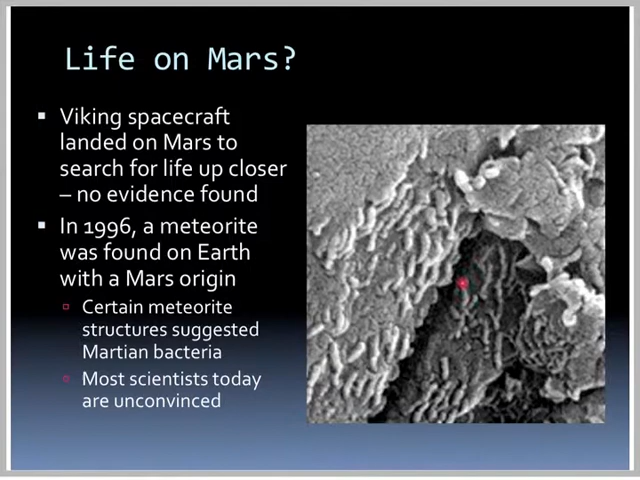 Life on Mars?
Viking spacecraft
landed on Mars to
search for life up closer
– no evidence found
In 1996, a meteorite
was found on Earth
with a Mars origin
Certain meteorite
structures suggested
Martian bacteria
Most scientists today
are unconvinced